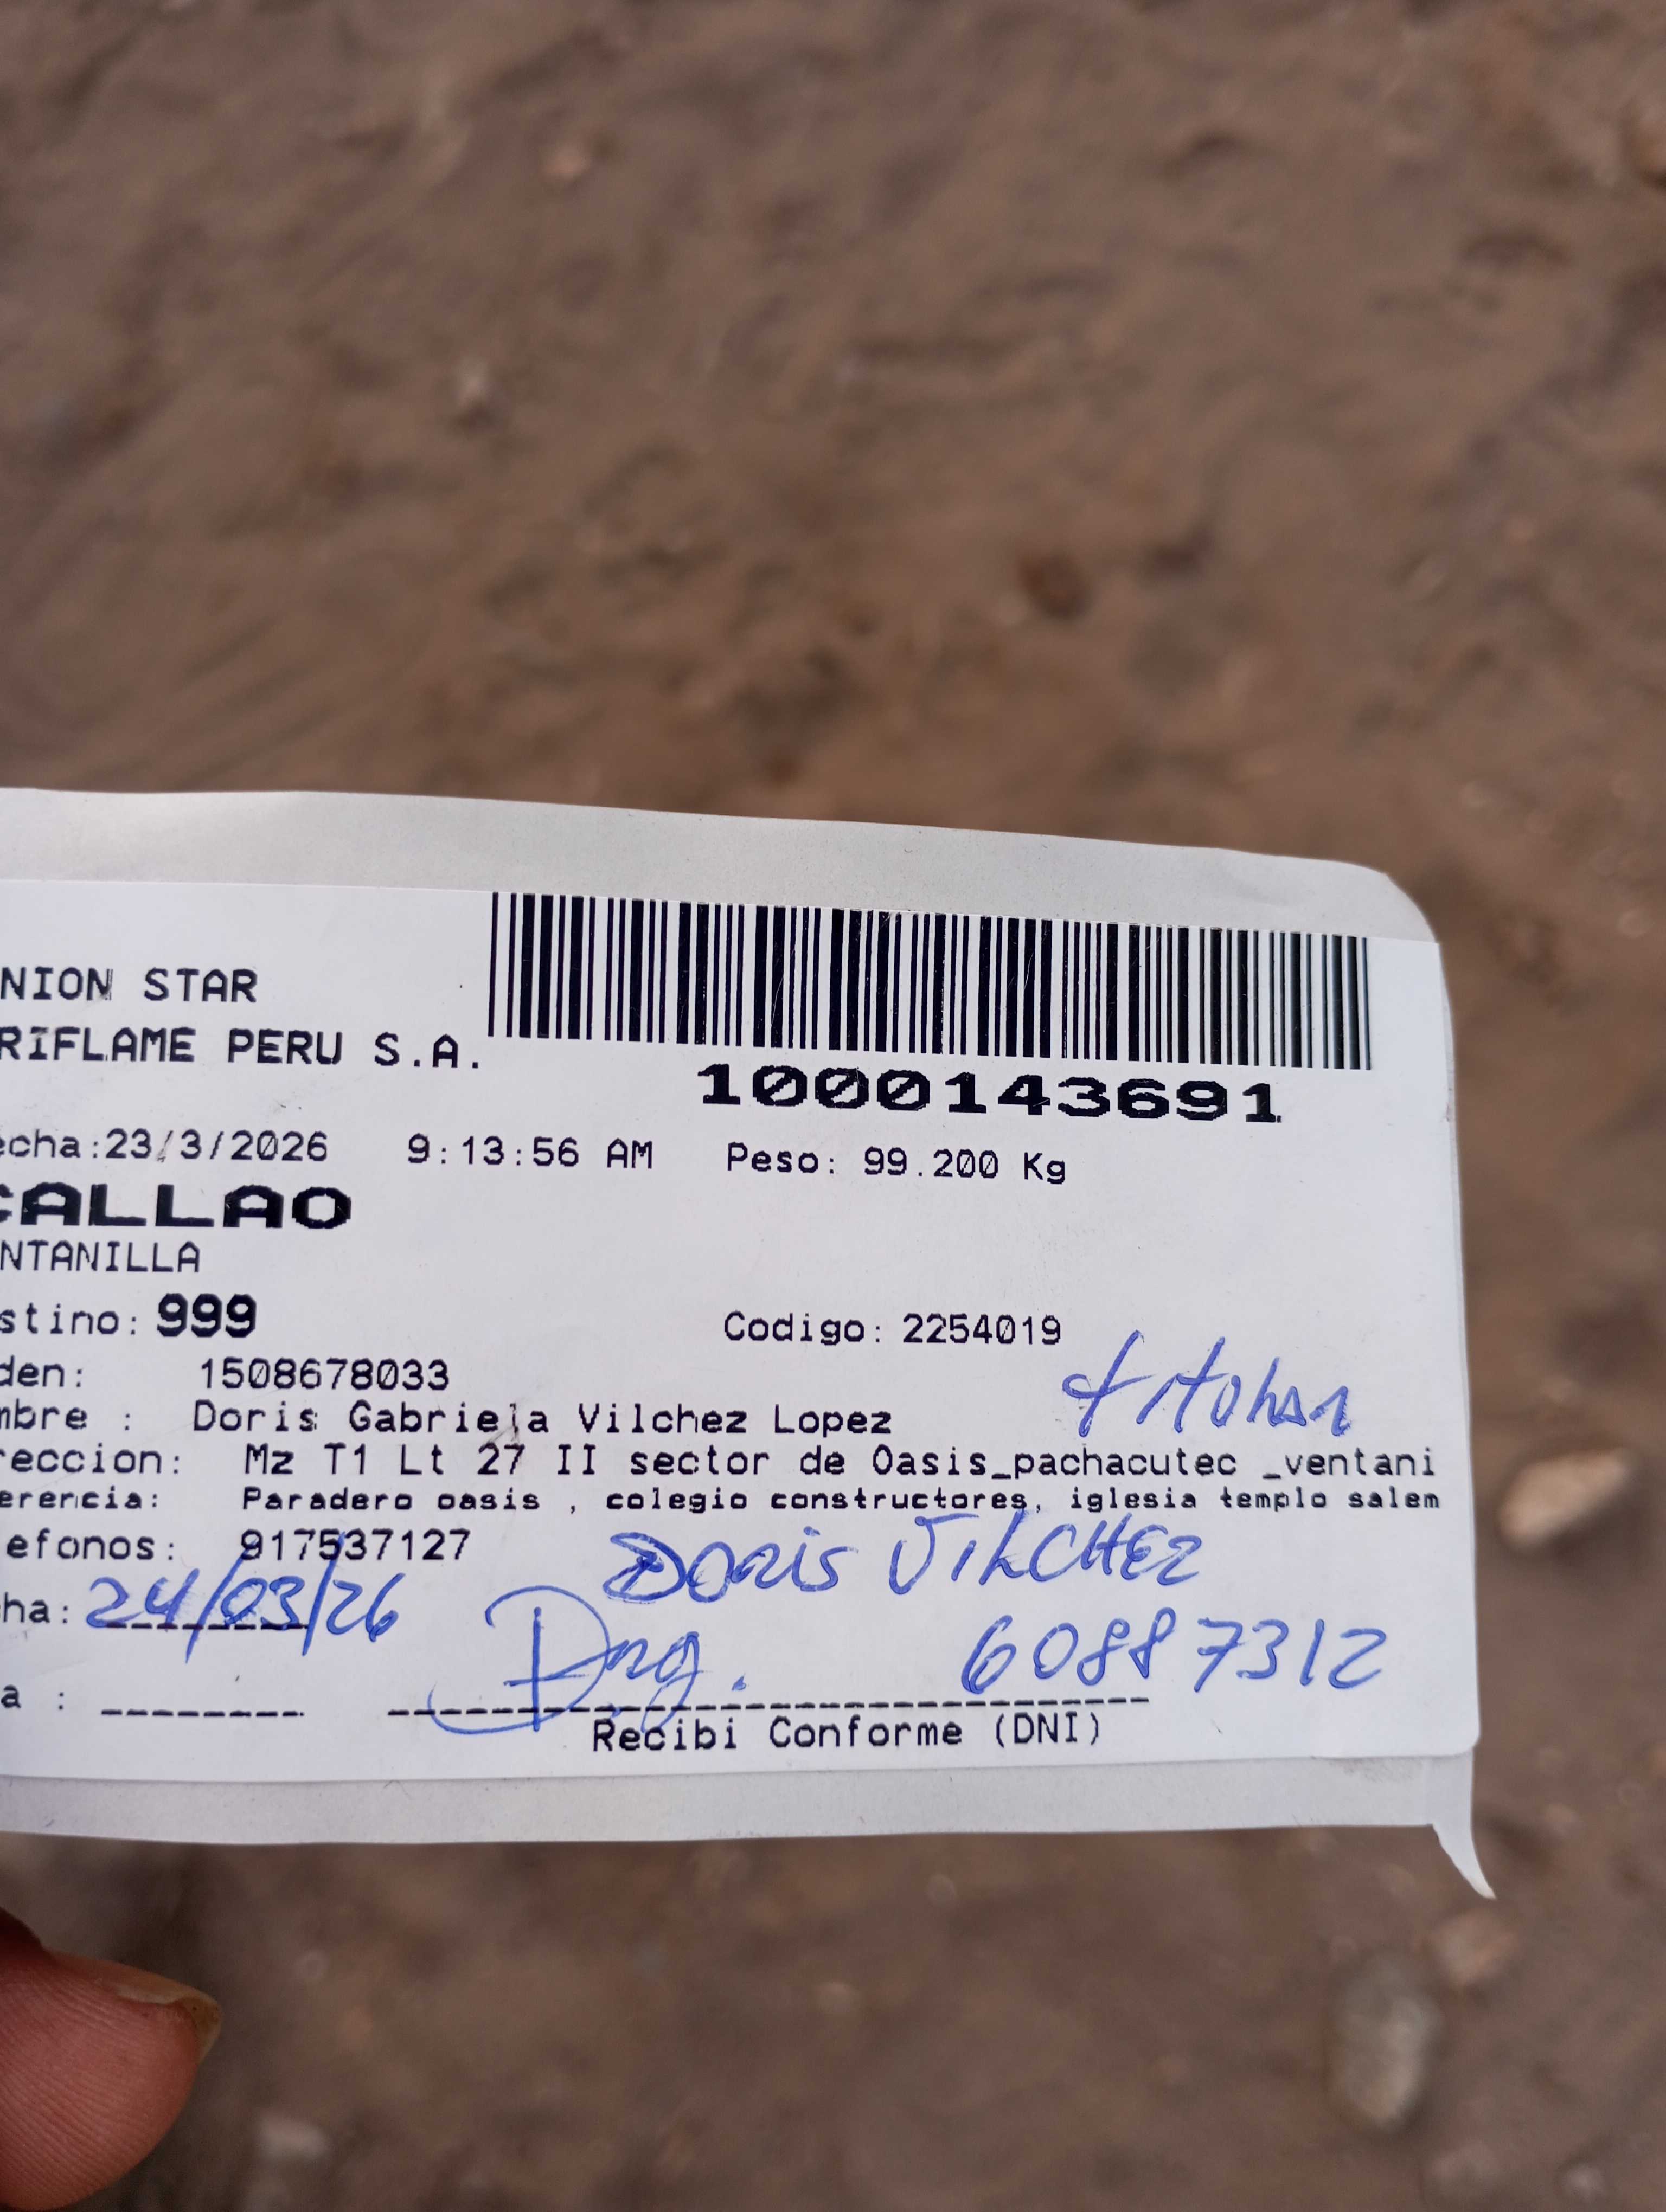 NION STAR
RIFLAME PERU S.A.
1000143691
echa:23/3/2026 9:13:56 AM Peso: 99.200 Kg
CALLAO
NTANILLA
stino: 999 Codigo: 2254019
den: 1508678033
mbre : Doris Gabriela Vilchez Lopez
reccion: Mz T1 Lt 27 II sector de Oasis_pachacutec _ventani
erencia: Paradero oasis , colegio constructores, iglesia templo salem
efonos: 917537127
DORIS VILCHEZ
ha: 24/03/26
60887312
a :
Recibi Conforme (DNI)